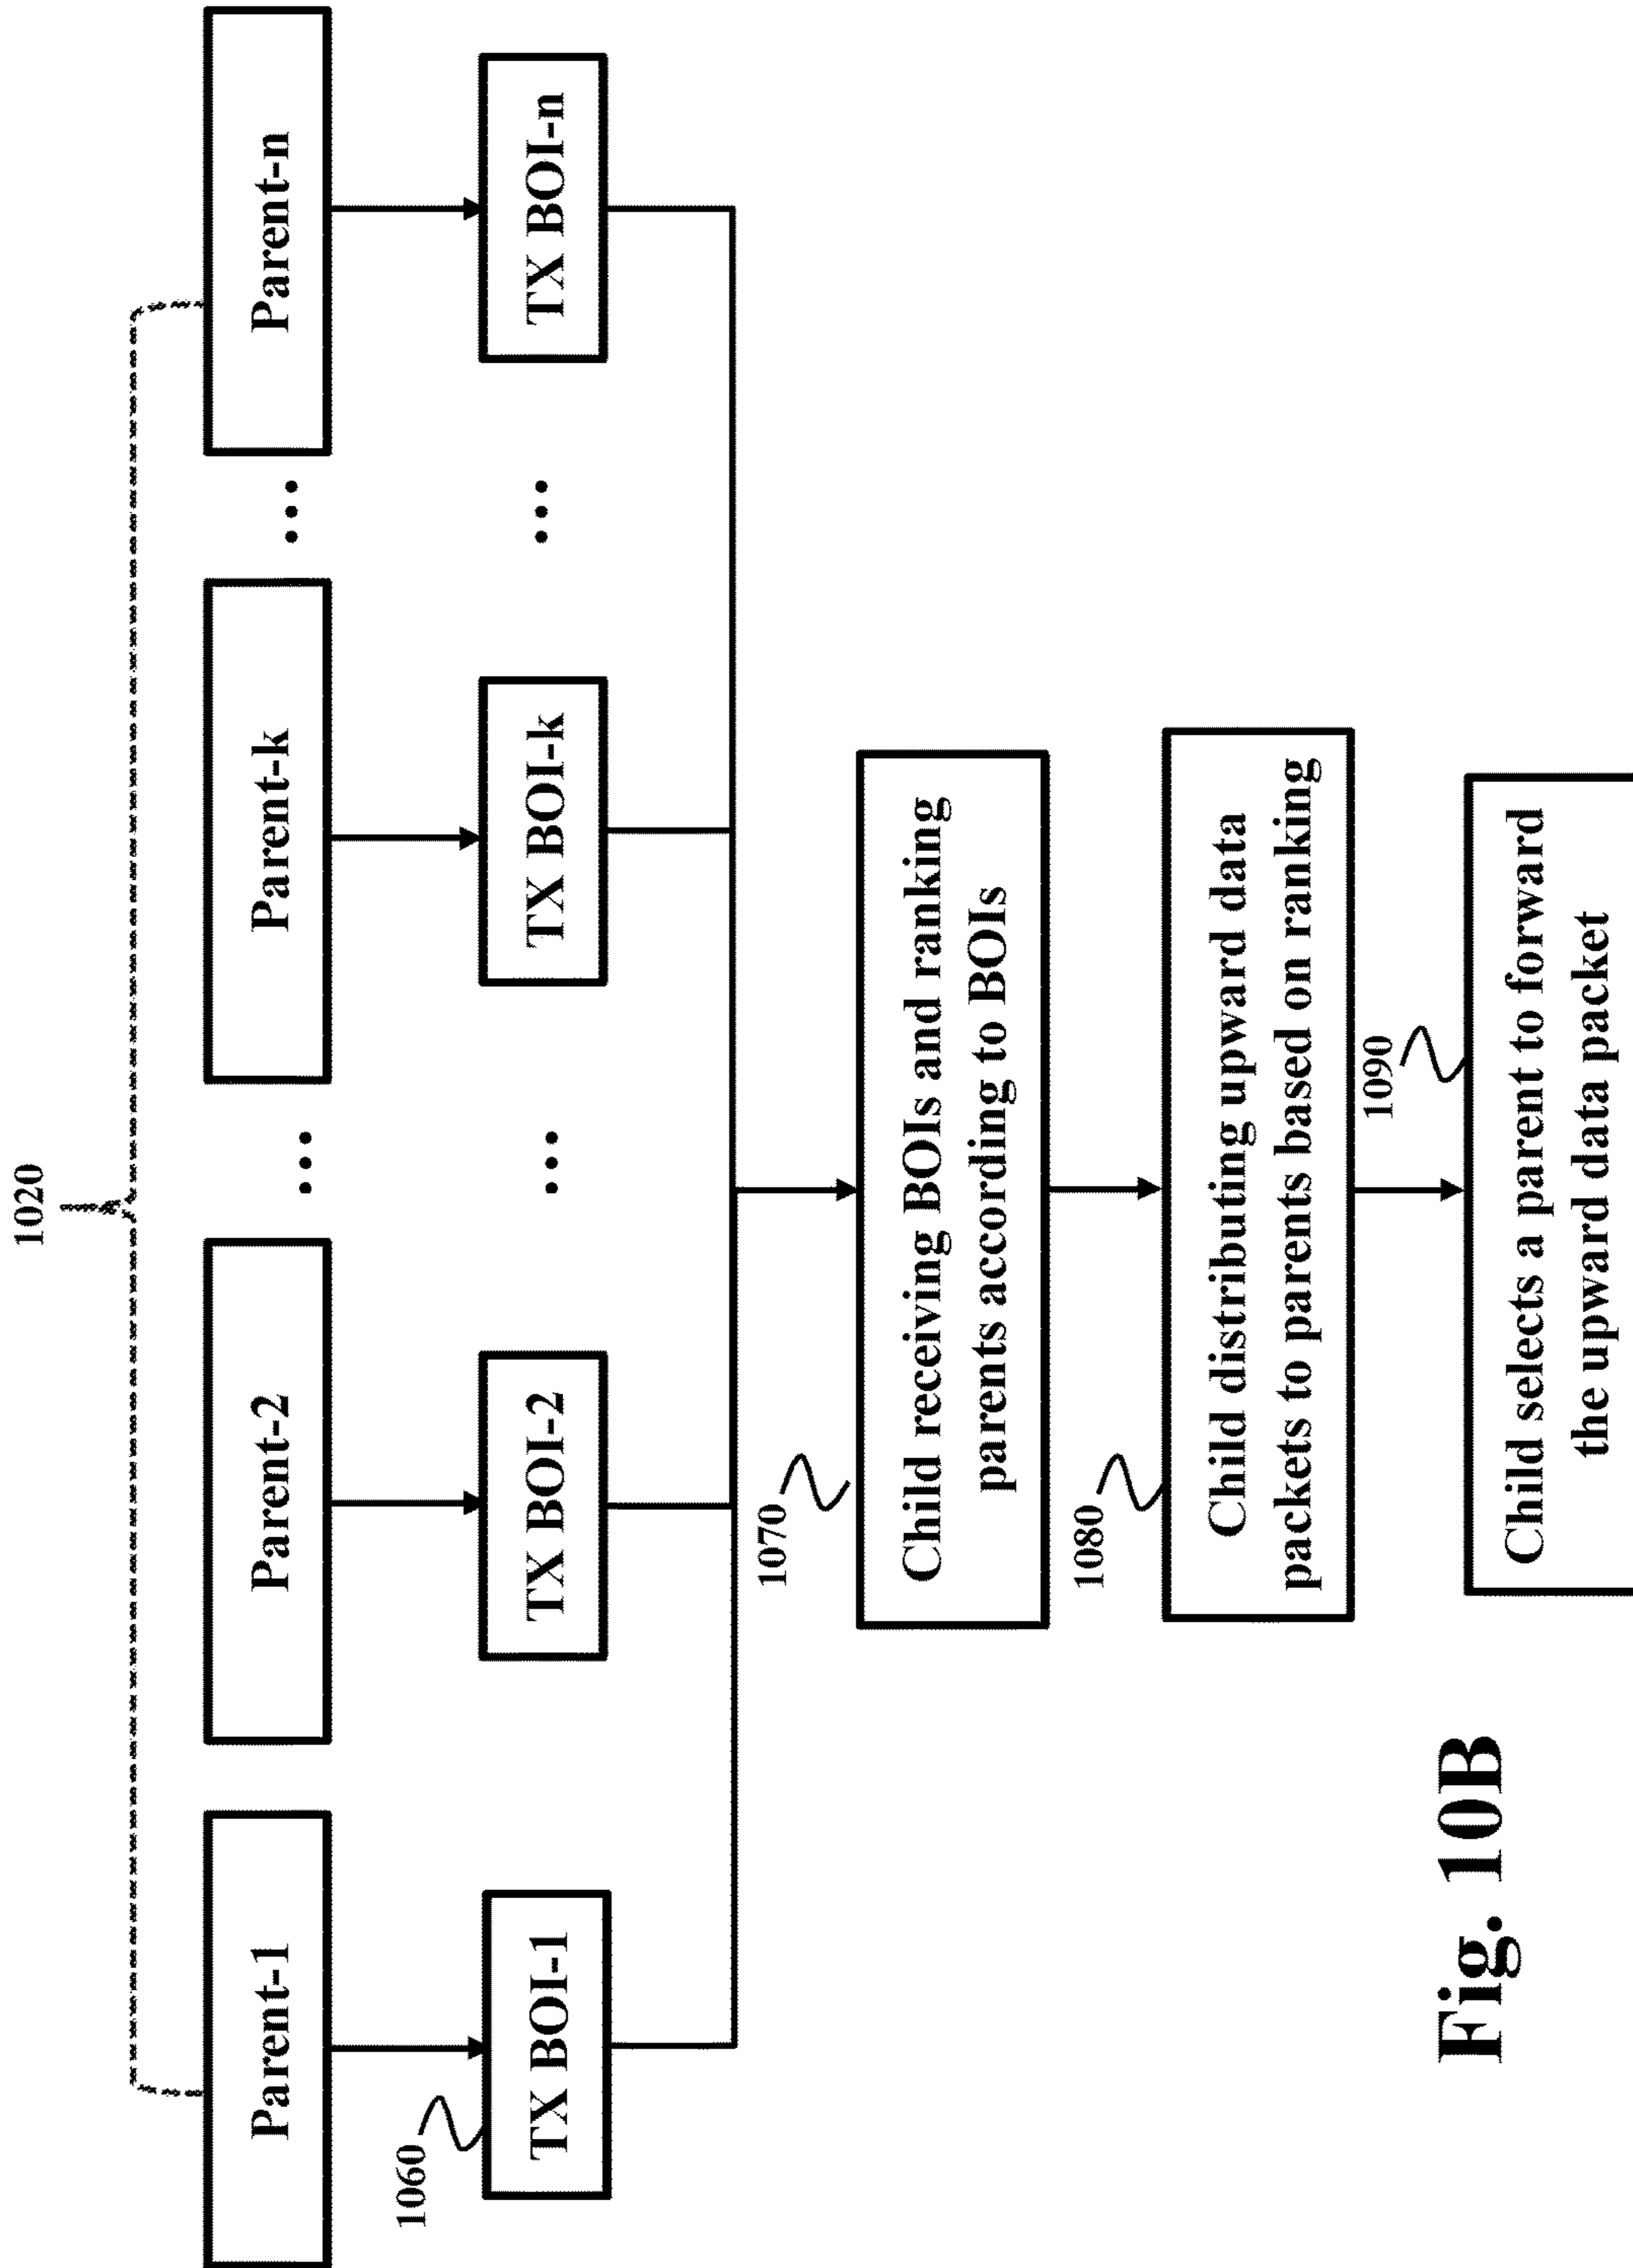 1020
Parent-1
Parent-2
...
Parent-k
...
Parent-n
1060
TX BOI-1
TX BOI-2
...
TX BOI-k
...
TX BOI-n
1070
Child receiving BOIs and ranking
parents according to BOIs
1080
Child distributing upward data
packets to parents based on ranking
1090
Child selects a parent to forward
the upward data packet
Fig. 10B